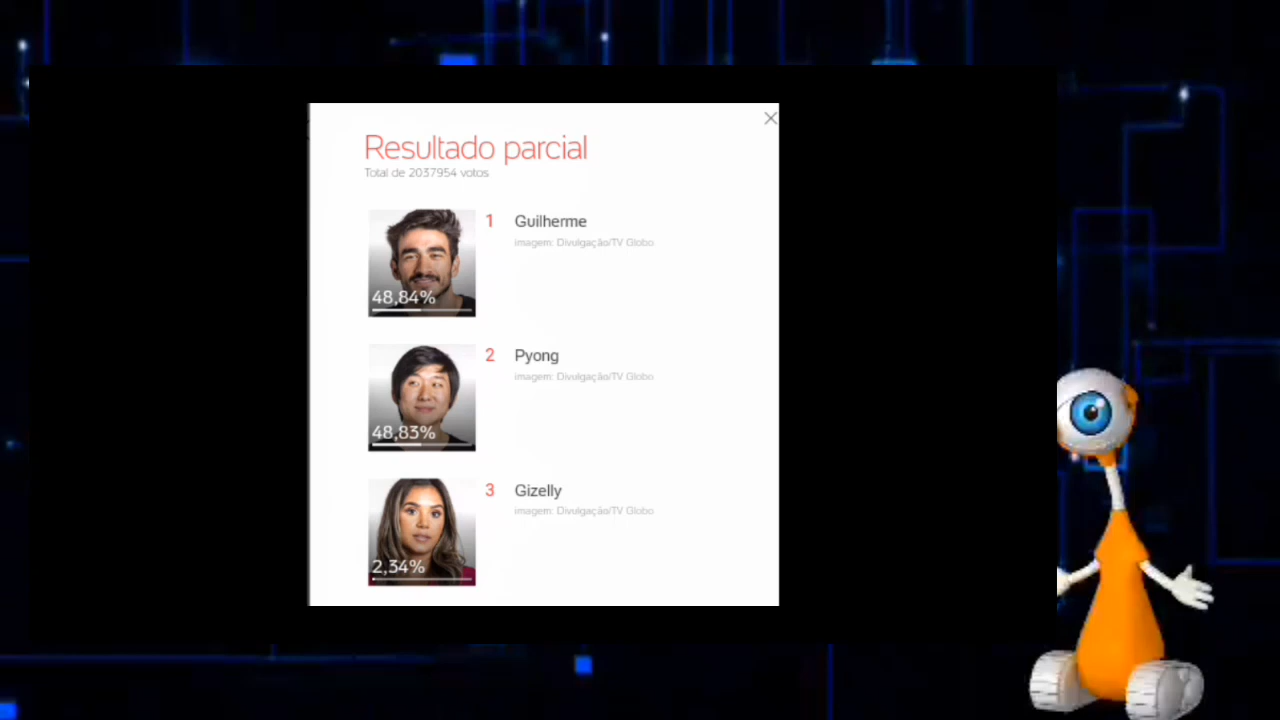 Resultado parcial
Total de 2037954 votos
1 Guilherme
imagem: Divulgação/TV Globo
48,84%
2 Pyong
imagem: Divulgação/TV Globo
48,83%
3 Gizelly
imagem: Divulgação/TV Globo
2,34%